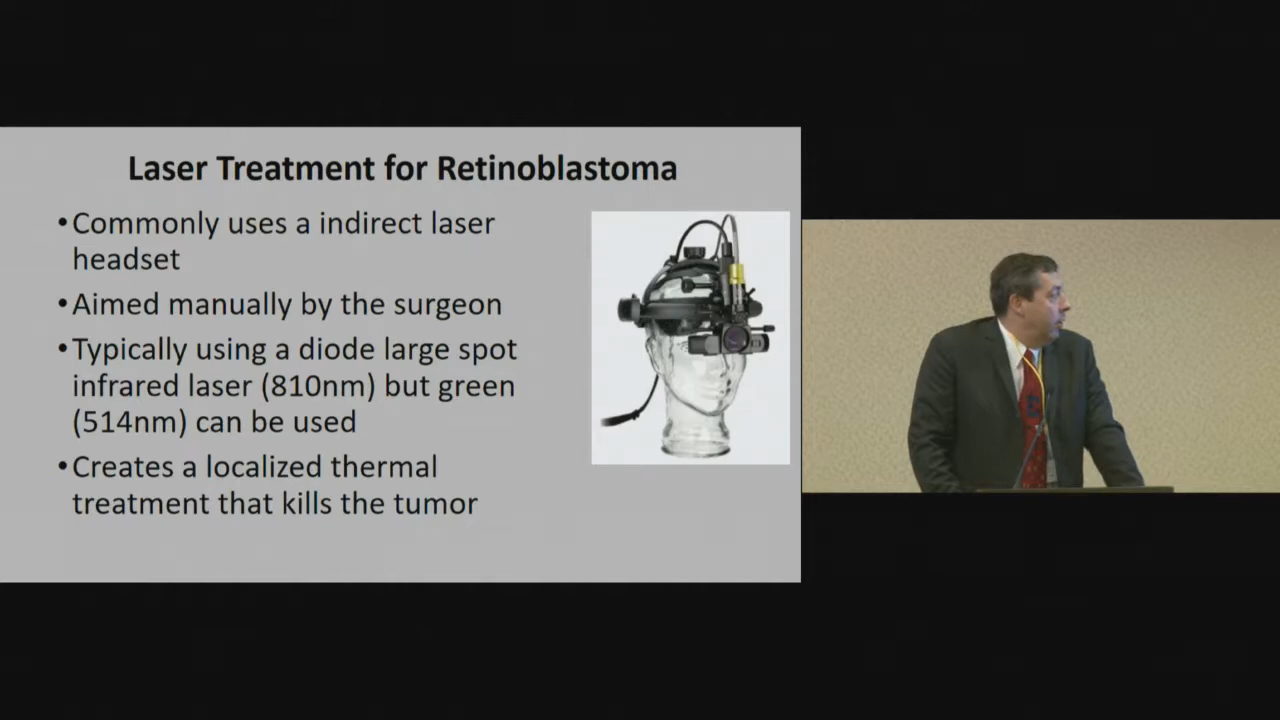 Laser Treatment for Retinoblastoma
•Commonly uses a indirect laser
headset
•Aimed manually by the surgeon
•Typically using a diode large spot
infrared laser (810nm) but green
(514nm) can be used
•Creates a localized thermal
treatment that kills the tumor